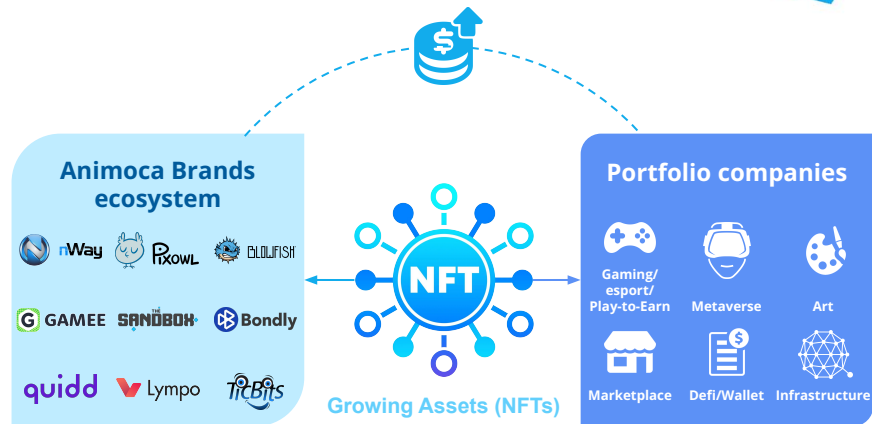 $
Animoca Brands
ecosystem
nWay
PIXOWL
BLOWFISH
G GAMEE
THE
SANDBOX
Bondly
quidd
Lympo
TicBits
NFT
Growing Assets (NFTs)
Portfolio companies
Gaming/
esport/
Play-to-Earn
Metaverse
Art
$
Marketplace
Defi/Wallet
Infrastructure